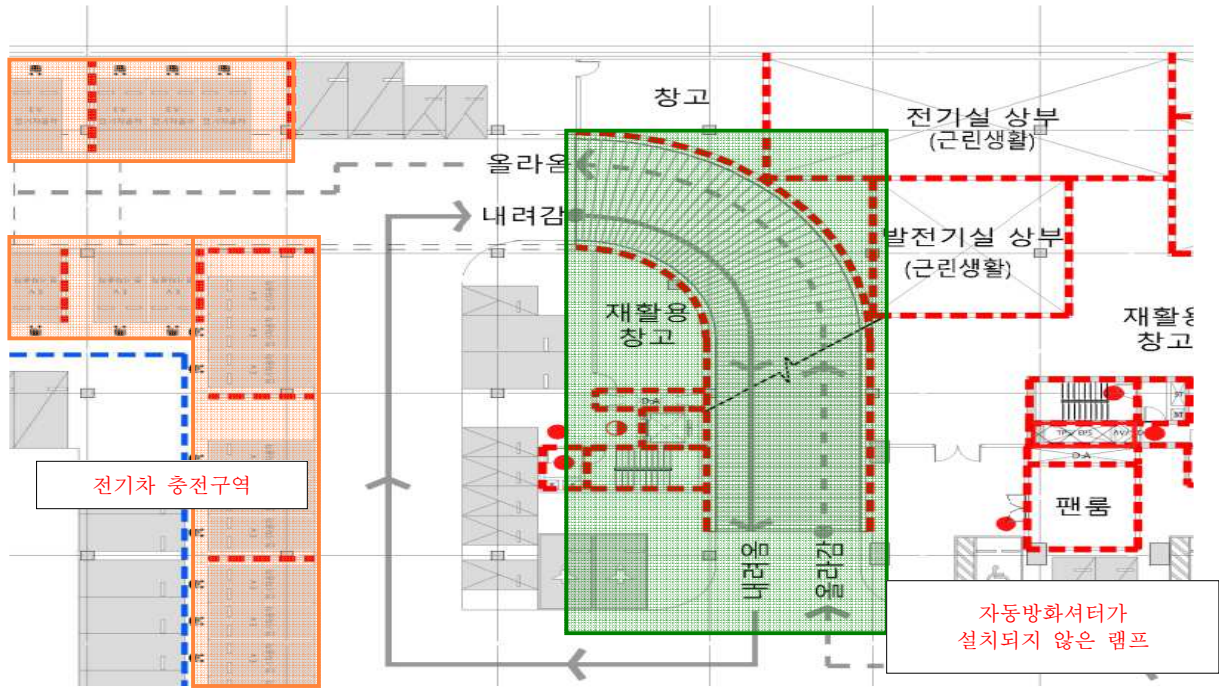 창고
전기실 상부
(근린생활)
올라옴
내려감
발전기실 상부
(근린생활)
재활용
창고
재활용
창고
D.A
전기차 충전구역
D.A
팬룸
내려옴
올라감
자동방화셔터가
설치되지 않은 램프